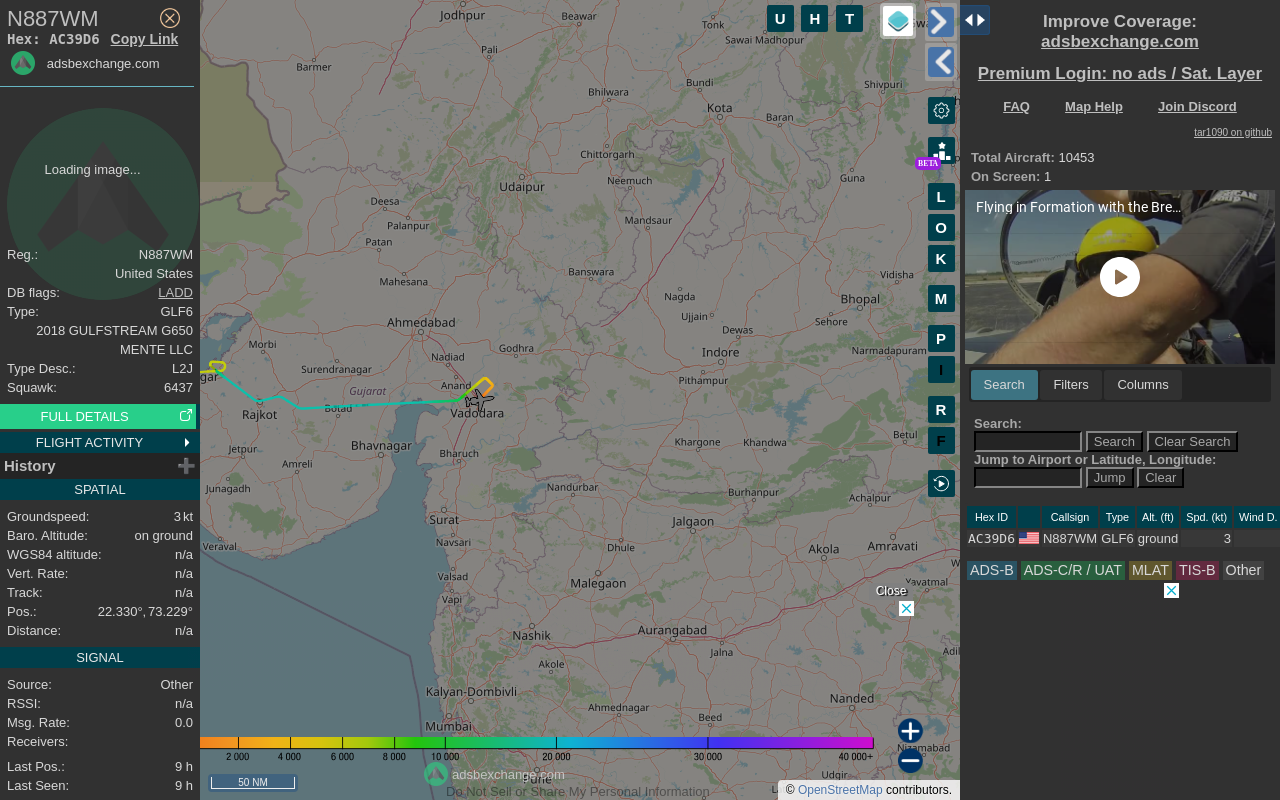 N887WM
Hex: AC39D6 Copy Link
adsbexchange.com
Loading image...
Reg.: N887WM
United States
DB flags: LADD
Type: GLF6
2018 GULFSTREAM G650
MENTE LLC
Type Desc.: L2J
Squawk: 6437
FULL DETAILS
FLIGHT ACTIVITY
History
SPATIAL
Groundspeed: 3 kt
Baro. Altitude: on ground
WGS84 altitude: n/a
Vert. Rate: n/a
Track: n/a
Pos.: 22.330°, 73.229°
Distance: n/a
SIGNAL
Source: Other
RSSI: n/a
Msg. Rate: 0.0
Receivers:
Last Pos.: 9 h
Last Seen: 9 h
Jodhpur
Beawar
Tonk
Sawai Madhopur
Pali
Barmer
Bundi
Shivpuri
Bhilwara
Kota
Baran
Chittorgarh
Guna
Udaipur
Neemuch
Deesa
Palanpur
Mandsaur
Patan
Banswara
Vidisha
Mahesana
Nagda
Bhopal
Ujjain
Sehore
Ahmedabad
Dewas
Morbi
Godhra
Indore
Narmadapuram
Nadiad
Surendranagar
gar
Anand
Pithampur
Gujarat
Rajkot
Botad
Vadodara
Betul
Jetpur
Bhavnagar
Bharuch
Khargone
Khandwa
Amreli
Junagadh
Nandurbar
Burhanpur
Achalpur
Surat
Jalgaon
Veraval
Navsari
Dhule
Akola
Amravati
Valsad
Malegaon
Yavatmal
Vapi
Nashik
Aurangabad
Jalna
Adil
Akole
Kalyan-Dombivli
Nanded
Ahmednagar
Beed
Mumbai
Nizamabad
Udgir
Pune
U
H
T
BETA
L
O
K
M
P
I
R
F
Close
2 000 4 000 6 000 8 000 10 000 20 000 30 000 40 000+
50 NM
adsbexchange.com
Do Not Sell or Share My Personal Information
© OpenStreetMap contributors.
Improve Coverage:
adsbexchange.com
Premium Login: no ads / Sat. Layer
FAQ Map Help Join Discord
tar1090 on github
Total Aircraft: 10453
On Screen: 1
Flying in Formation with the Bre...
Search Filters Columns
Search:
Search Clear Search
Jump to Airport or Latitude, Longitude:
Jump Clear
Hex ID Callsign Type Alt. (ft) Spd. (kt) Wind D.
AC39D6 N887WM GLF6 ground 3
ADS-B ADS-C/R / UAT MLAT TIS-B Other